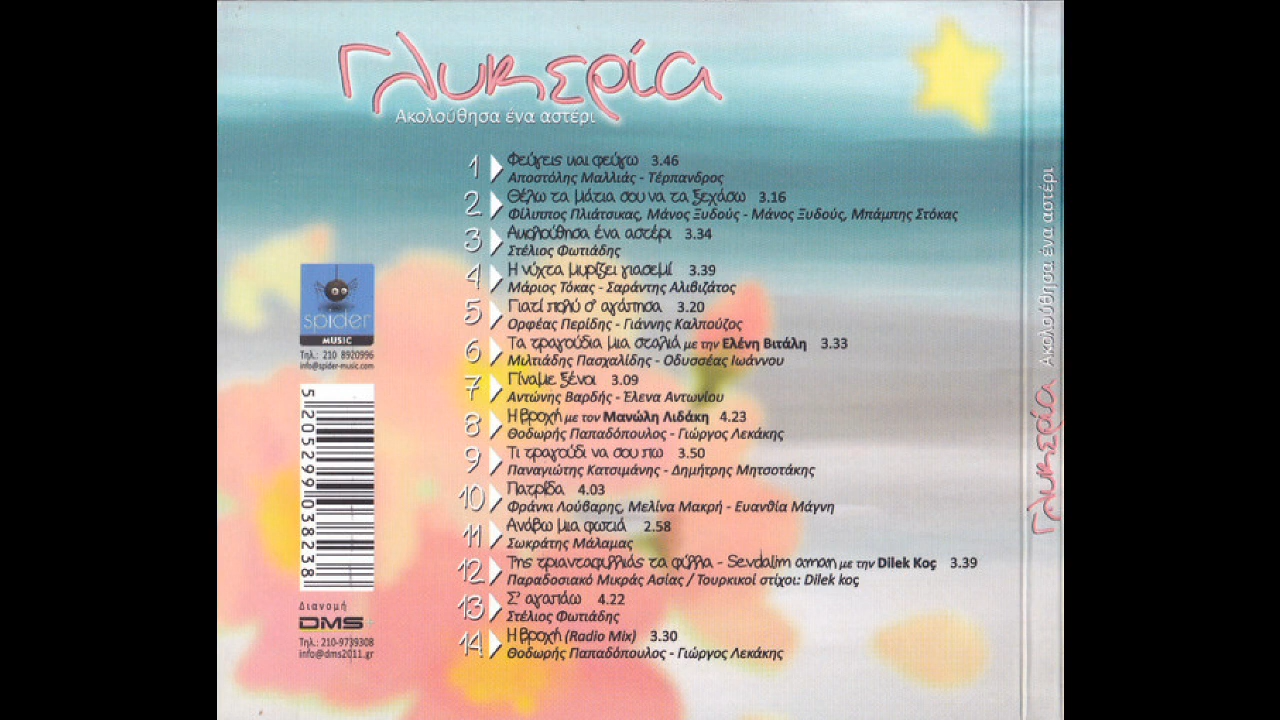 Γλυκερία
Ακολούθησα ένα αστέρι
1 Φεύγεις και φεύγω 3.46
Αποστόλης Μαλλιάς - Τέρπανδρος
2 Θέλω τα μάτια σου να τα ξεχάσω 3.16
Φίλιππος Πλιάτσικας, Μάνος Ξυδούς - Μάνος Ξυδούς, Μπάμπης Στόκας
3 Ακολούθησα ένα αστέρι 3.34
Στέλιος Φωτιάδης
4 Η νύχτα μυρίζει γιασεμί 3.39
Μάριος Τόκας - Σαράντης Αλιβιζάτος
5 Γιατί πολύ σ' αγάπησα 3.20
Ορφέας Περίδης - Γιάννης Καλπούζος
6 Τα τραγούδια μια σταλιά με την Ελένη Βιτάλη 3.33
Μιλτιάδης Πασχαλίδης - Οδυσσέας Ιωάννου
7 Γίναμε ξένοι 3.09
Αντώνης Βαρδής - Έλενα Αντωνίου
8 Η βροχή με τον Μανώλη Λιδάκη 4.23
Θοδωρής Παπαδόπουλος - Γιώργος Λεκάκης
9 Τι τραγούδι να σου πω 3.50
Παναγιώτης Κατσιμάνης - Δημήτρης Μητσοτάκης
10 Πατρίδα 4.03
Φράνκι Λούβαρης, Μελίνα Μακρή - Ευανθία Μάγνη
11 Ανάβω μια φωτιά 2.58
Σωκράτης Μάλαμας
12 Της τριανταφυλλιάς τα φύλλα - Sevdalim aman με την Dilek Koç 3.39
Παραδοσιακό Μικράς Ασίας / Τουρκικοί στίχοι: Dilek koç
13 Σ' αγαπάω 4.22
Στέλιος Φωτιάδης
14 Η βροχή (Radio Mix) 3.30
Θοδωρής Παπαδόπουλος - Γιώργος Λεκάκης
spider
MUSIC
Τηλ.: 210 8920996
info@spider-music.com
5 205299 038238
Διανομή
DMS
Τηλ.: 210-9739308
info@dms2011.gr
Γλυκερία Ακολούθησα ένα αστέρι